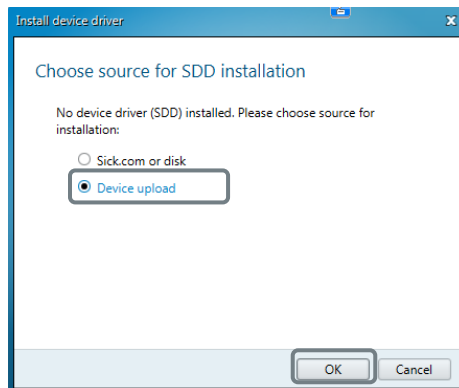 Install device driver
Choose source for SDD installation
No device driver (SDD) installed. Please choose source for
installation:
Sick.com or disk
Device upload
OK
Cancel